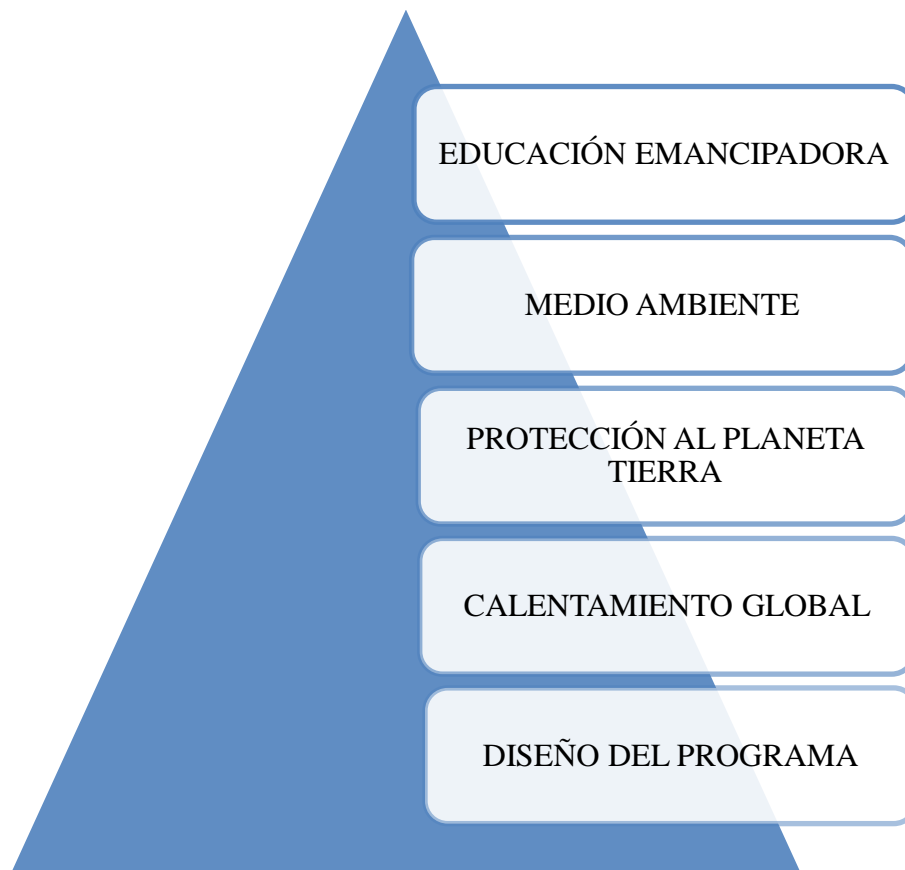 EDUCACIÓN EMANCIPADORA
MEDIO AMBIENTE
PROTECCIÓN AL PLANETA
TIERRA
CALENTAMIENTO GLOBAL
DISEÑO DEL PROGRAMA